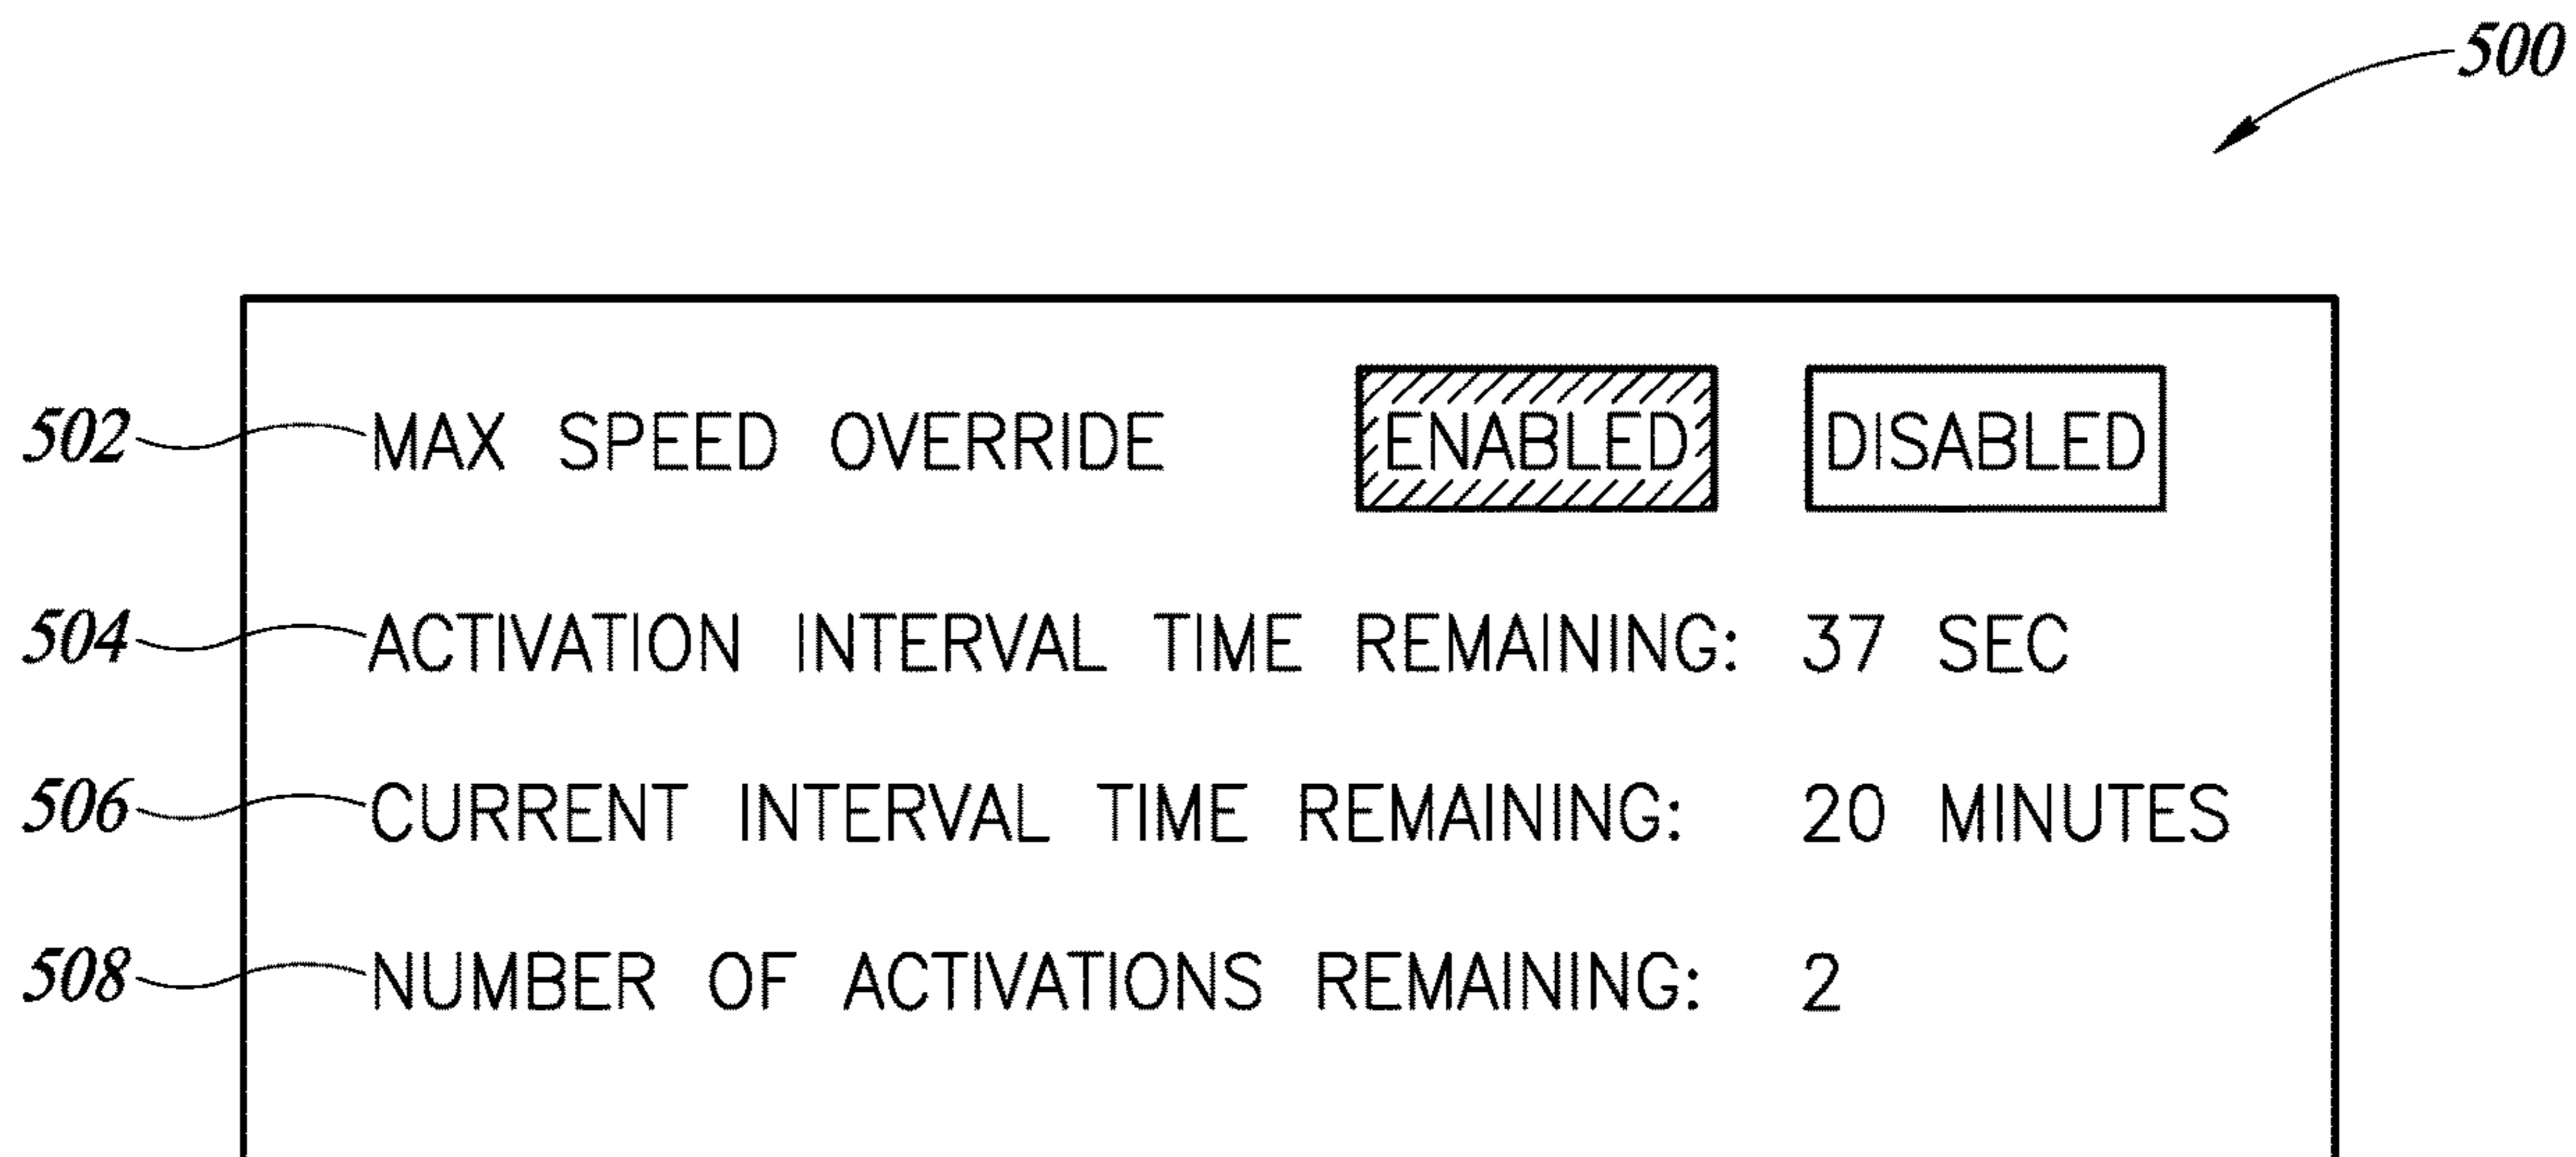 500
502 MAX SPEED OVERRIDE ENABLED DISABLED
504 ACTIVATION INTERVAL TIME REMAINING: 37 SEC
506 CURRENT INTERVAL TIME REMAINING: 20 MINUTES
508 NUMBER OF ACTIVATIONS REMAINING: 2